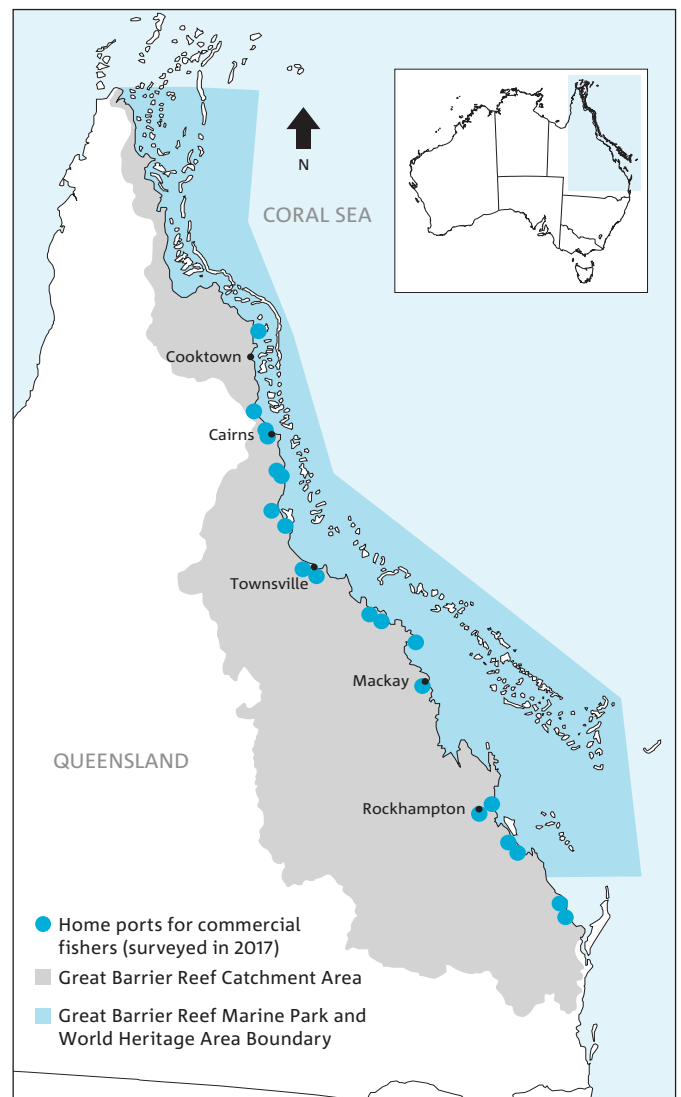 N
CORAL SEA
Cooktown
Cairns
Townsville
Mackay
QUEENSLAND
Rockhampton
Home ports for commercial
fishers (surveyed in 2017)
Great Barrier Reef Catchment Area
Great Barrier Reef Marine Park and
World Heritage Area Boundary